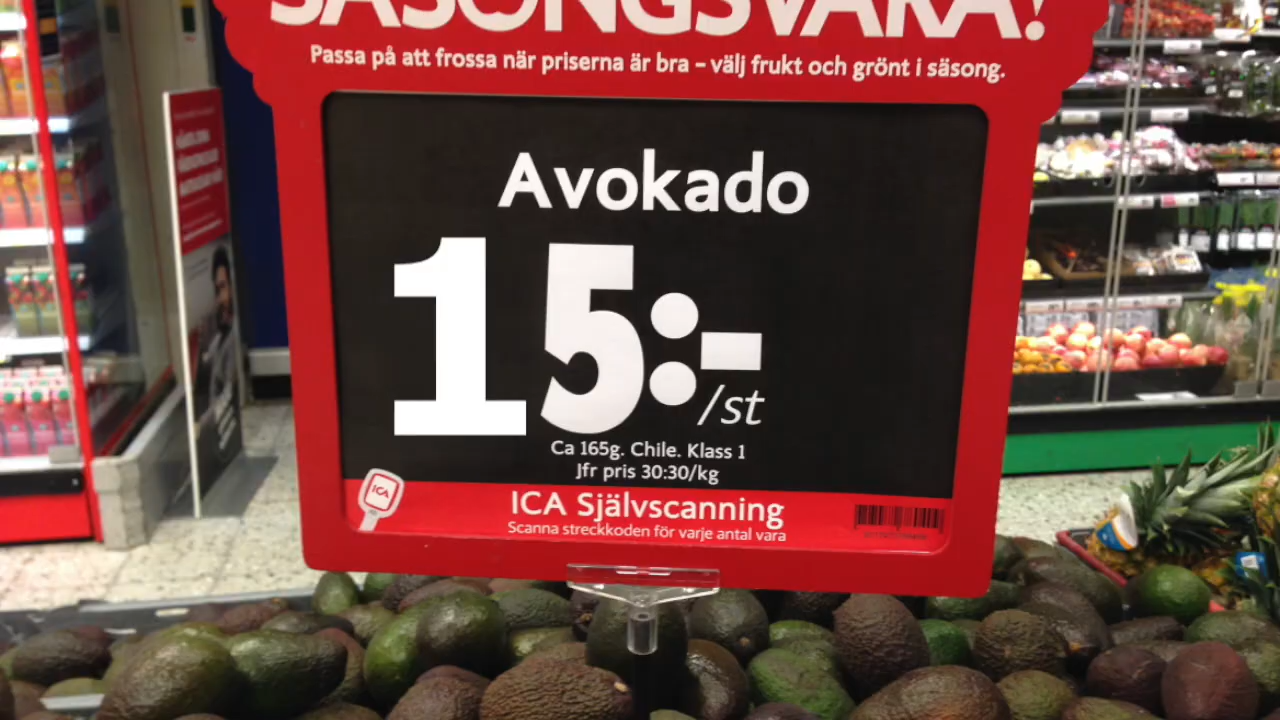 SÄSONGSVARA!
Passa på att frossa när priserna är bra - välj frukt och grönt i säsong.
Avokado
15:-/st
Ca 165g. Chile. Klass 1
Jfr pris 30:30/kg
ICA
ICA Självscanning
Scanna streckkoden för varje antal vara